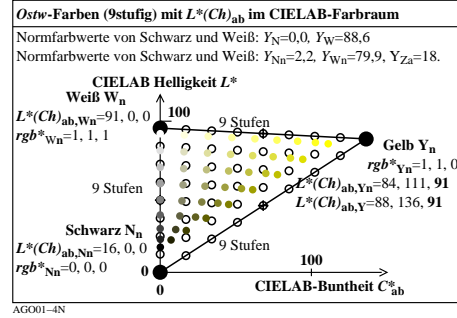 Ostw-Farben (9stufig) mit L*(Ch)ab im CIELAB-Farbraum
Normfarbwerte von Schwarz und Weiß: YN=0,0, YW=88,6
Normfarbwerte von Schwarz und Weiß: YNn=2,2, YWn=79,9, YZa=18.
CIELAB Helligkeit L*
Weiß Wn
100
L*(Ch)ab,Wn=91, 0, 0
rgb*Wn=1, 1, 1
9 Stufen
Gelb Yn
rgb*Yn=1, 1, 0
L*(Ch)ab,Yn=84, 111, 91
L*(Ch)ab,Y=88, 136, 91
9 Stufen
Schwarz Nn
L*(Ch)ab,Nn=16, 0, 0
rgb*Nn=0, 0, 0
9 Stufen
0
100
0
CIELAB-Buntheit C*ab
AGO01-4N